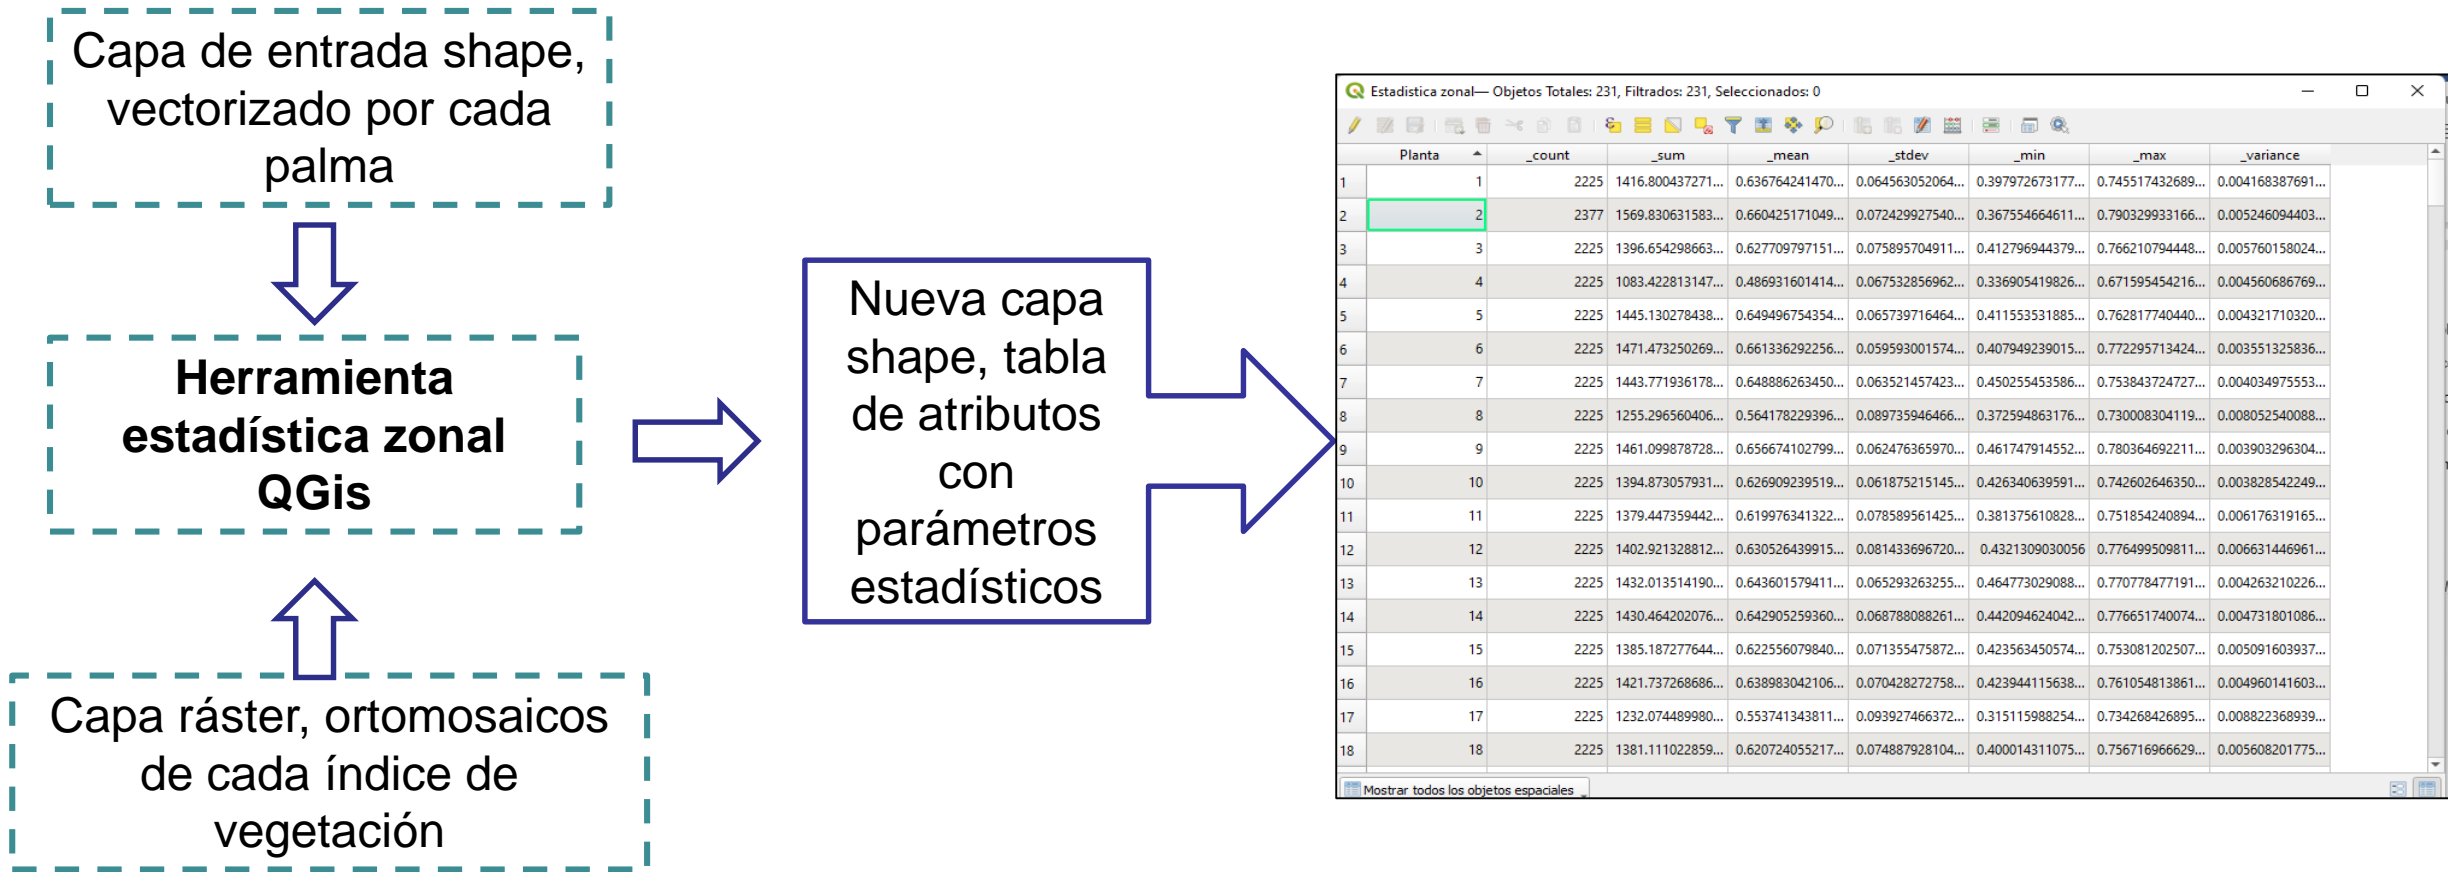 Capa de entrada shape,
vectorizado por cada
palma
Herramienta
estadística zonal
QGis
Capa ráster, ortomosaicos
de cada índice de
vegetación
Nueva capa
shape, tabla
de atributos
con
parámetros
estadísticos
Estadistica zonal— Objetos Totales: 231, Filtrados: 231, Seleccionados: 0
Planta _count _sum _mean _stdev _min _max _variance
1 1 2225 1416.800437271... 0.636764241470... 0.064563052064... 0.397972673177... 0.745517432689... 0.004168387691...
2 2 2377 1569.830631583... 0.660425171049... 0.072429927540... 0.367554664611... 0.790329933166... 0.005246094403...
3 3 2225 1396.654298663... 0.627709797151... 0.075895704911... 0.412796944379... 0.766210794448... 0.005760158024...
4 4 2225 1083.422813147... 0.486931601414... 0.067532856962... 0.336905419826... 0.671595454216... 0.004560686769...
5 5 2225 1445.130278438... 0.649496754354... 0.065739716464... 0.411553531885... 0.762817740440... 0.004321710320...
6 6 2225 1471.473250269... 0.661336292256... 0.059593001574... 0.407949239015... 0.772295713424... 0.003551325836...
7 7 2225 1443.771936178... 0.648886263450... 0.063521457423... 0.450255453586... 0.753843724727... 0.004034975553...
8 8 2225 1255.296560406... 0.564178229396... 0.089735946466... 0.372594863176... 0.730008304119... 0.008052540088...
9 9 2225 1461.099878728... 0.656674102799... 0.062476365970... 0.461747914552... 0.780364692211... 0.003903296304...
10 10 2225 1394.873057931... 0.626909239519... 0.061875215145... 0.426340639591... 0.742602646350... 0.003828542249...
11 11 2225 1379.447359442... 0.619976341322... 0.078589561425... 0.381375610828... 0.751854240894... 0.006176319165...
12 12 2225 1402.921328812... 0.630526439915... 0.081433696720... 0.4321309030056 0.776499509811... 0.006631446961...
13 13 2225 1432.013514190... 0.643601579411... 0.065293263255... 0.464773029088... 0.770778477191... 0.004263210226...
14 14 2225 1430.464202076... 0.642905259360... 0.068788088261... 0.442094624042... 0.776651740074... 0.004731801086...
15 15 2225 1385.187277644... 0.622556079840... 0.071355475872... 0.423563450574... 0.753081202507... 0.005091603937...
16 16 2225 1421.737268686... 0.638983042106... 0.070428272758... 0.423944115638... 0.761054813861... 0.004960141603...
17 17 2225 1232.074489980... 0.553741343811... 0.093927466372... 0.315115988254... 0.734268426895... 0.008822368939...
18 18 2225 1381.111022859... 0.620724055217... 0.074887928104... 0.400014311075... 0.756716966629... 0.005608201775...
Mostrar todos los objetos espaciales